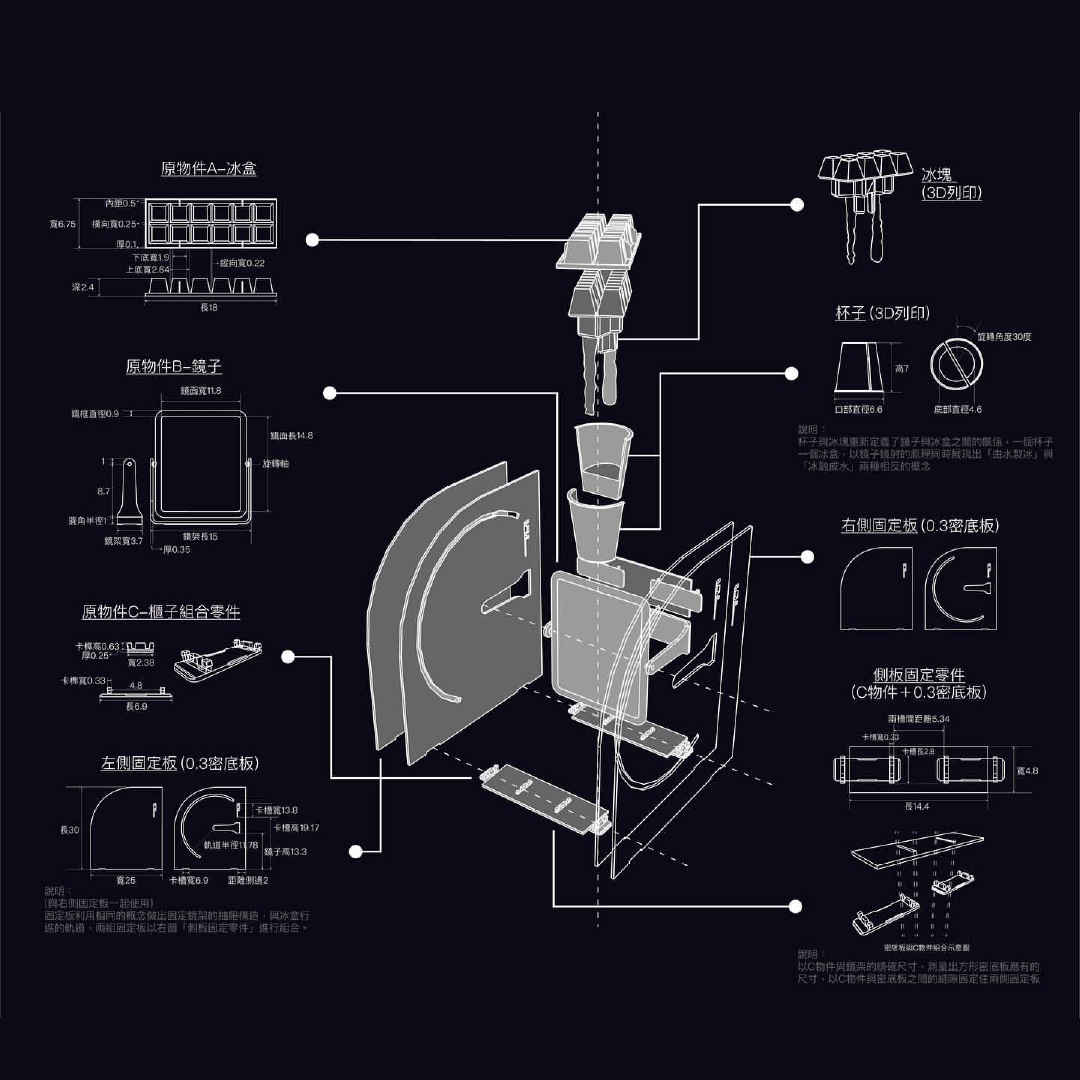 原物件A-冰盒
內距0.5
寬6.75
橫向寬0.25
厚0.1
下底寬1.9
縱向寬0.22
上底寬2.64
深2.4
長18
原物件B-鏡子
鏡面寬11.8
鏡框直徑0.9
鏡面長14.8
1
旋轉軸
8.7
圓角半徑1
鏡架寬3.7
鏡架長15
厚0.35
原物件C-櫃子組合零件
卡榫高0.63
厚0.25
寬2.38
卡榫寬0.33
4.8
長6.9
左側固定板 (0.3密底板)
卡槽寬13.8
長30
卡槽高19.17
軌道半徑11.78
鏡子高13.3
寬25
卡槽寬6.9
距離側邊2
說明：
(與右側固定板一起使用)
固定板利用相同的概念做出固定鏡架的抽屜構造，與冰盒行
進的軌道，兩組固定板以右圖「側板固定零件」進行組合。
冰塊
(3D列印)
杯子 (3D列印)
旋轉角度30度
高7
口部直徑6.6
底部直徑4.6
說明：
杯子與冰塊重新定義了鏡子與冰盒之間的關係，一個杯子
一個冰盒，以鏡子鏡射的原理同時展現出「由水製冰」與
「冰融成水」兩種相反的概念
右側固定板 (0.3密底板)
側板固定零件
(C物件＋0.3密底板)
兩槽間距離5.34
卡槽寬0.33
卡槽長2.8
寬4.8
長14.4
密底板與C物件組合示意圖
說明：
以C物件與鏡架的精確尺寸，測量出方形密底板應有的
尺寸，以C物件與密底板之間的縫隙固定住兩側固定板